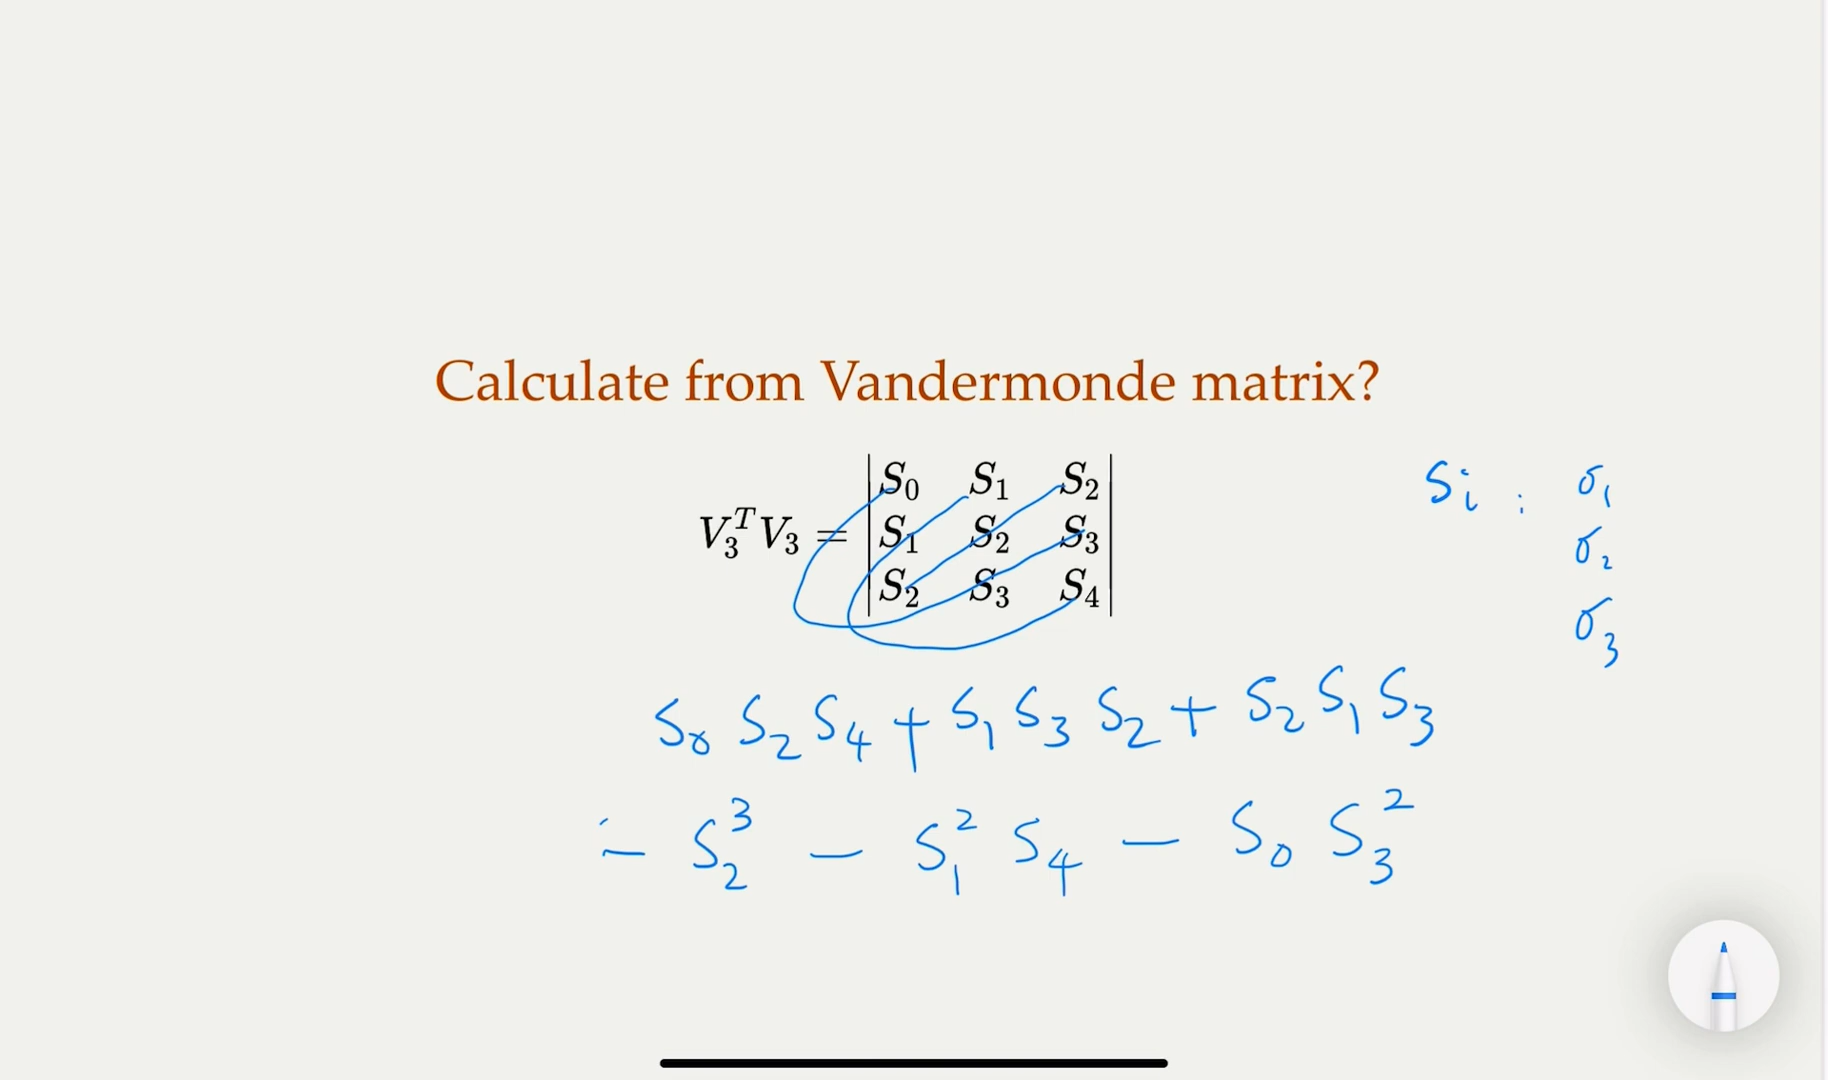 Calculate from Vandermonde matrix?
S₀ S₁ S₂
V₃ᵀV₃ = S₁ S₂ S₃
S₂ S₃ S₄
Sᵢ : σ₁
σ₂
σ₃
S₀ S₂ S₄ + S₁ S₃ S₂ + S₂ S₁ S₃
− S₂³ − S₁² S₄ − S₀ S₃²